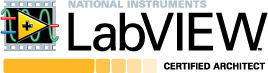 NATIONAL INSTRUMENTS
LabVIEW
CERTIFIED ARCHITECT